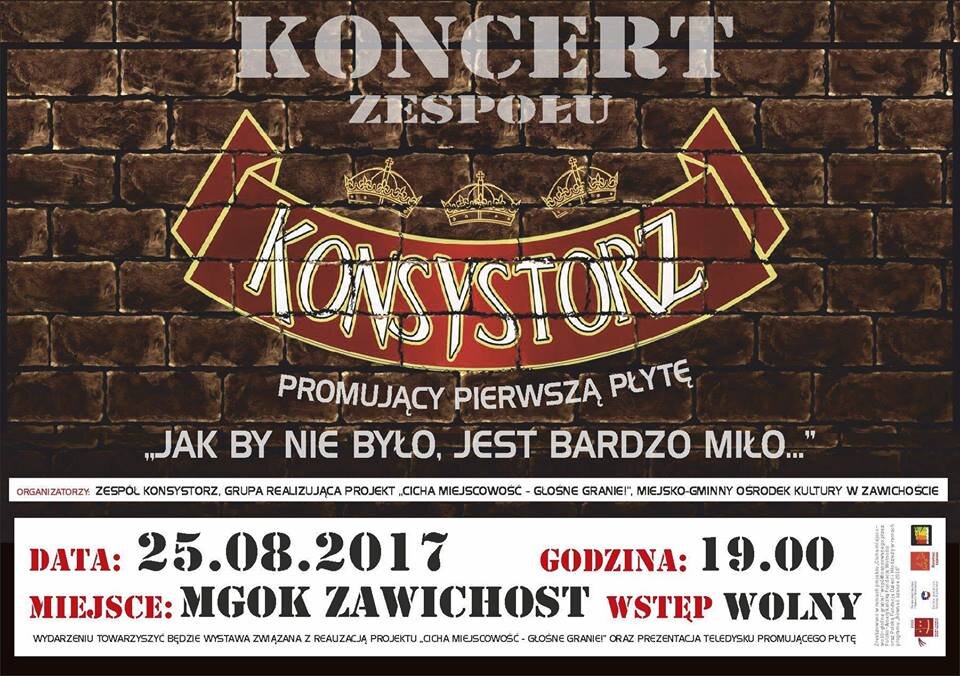 KONCERT
ZESPOŁU
KONSYSTORZ
PROMUJĄCY PIERWSZĄ PŁYTĘ
„JAK BY NIE BYŁO, JEST BARDZO MIŁO...”
ORGANIZATORZY: ZESPÓL KONSYSTORZ, GRUPA REALIZUJĄCA PROJEKT „CICHA MIEJSCOWOŚĆ - GŁOŚNE GRANIE!”, MIEJSKO-GMINNY OŚRODEK KULTURY W ZAWICHOŚCIE
DATA: 25.08.2017 GODZINA: 19.00
MIEJSCE: MGOK ZAWICHOST WSTĘP WOLNY
WYDARZENIU TOWARZYSZYĆ BĘDZIE WYSTAWA ZWIĄZANA Z REALIZACJĄ PROJEKTU „CICHA MIEJSCOWOŚĆ - GŁOŚNE GRANIE!” ORAZ PREZENTACJA TELEDYSKU PROMUJĄCEGO PŁYTĘ